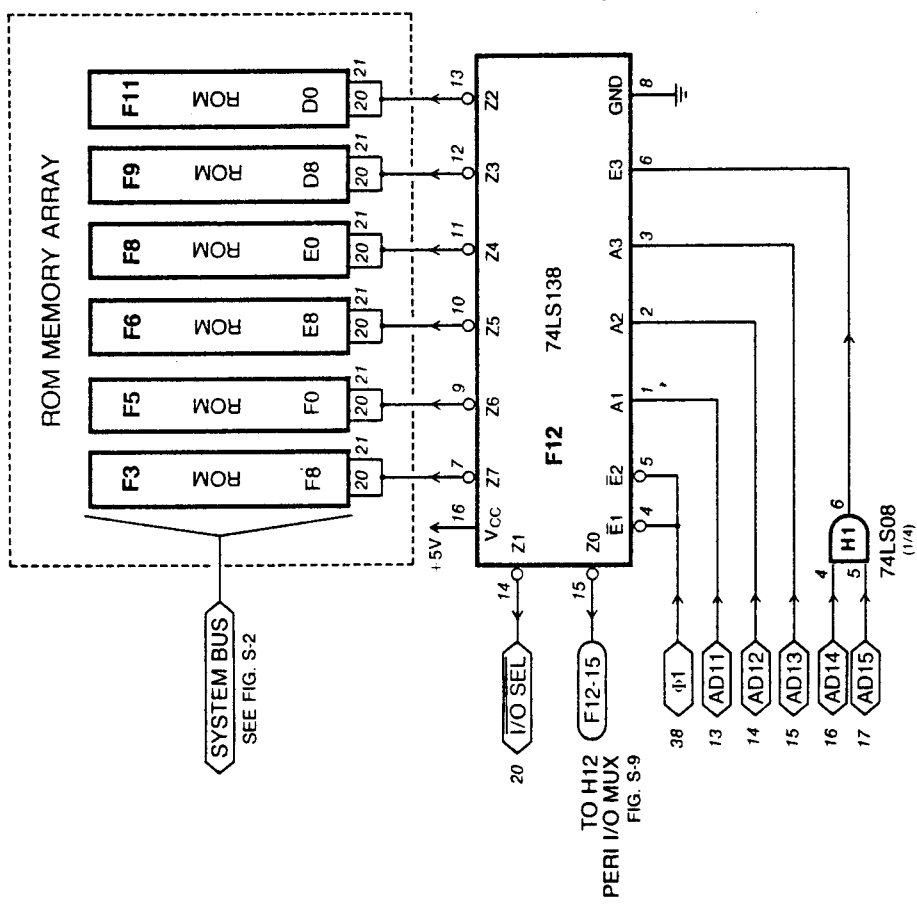 ROM MEMORY ARRAY
F3
ROM
F8
20
21
F5
ROM
F0
20
21
F6
ROM
E8
20
21
F8
ROM
E0
20
21
F9
ROM
D8
20
21
F11
ROM
D0
20
21
SYSTEM BUS
SEE FIG. S-2
+5V
16
7
9
10
11
12
13
VCC
Z7
Z6
Z5
Z4
Z3
Z2
14
Z1
I/O SEL
20
15
Z0
F12-15
TO H12
PERI I/O MUX
FIG. S-9
F12
74LS138
E1
E2
A1
A2
A3
E3
GND
4
5
1
2
3
6
8
38
Φ1
13
AD11
14
AD12
15
AD13
16
AD14
17
AD15
4
5
H1
6
74LS08
(1/4)